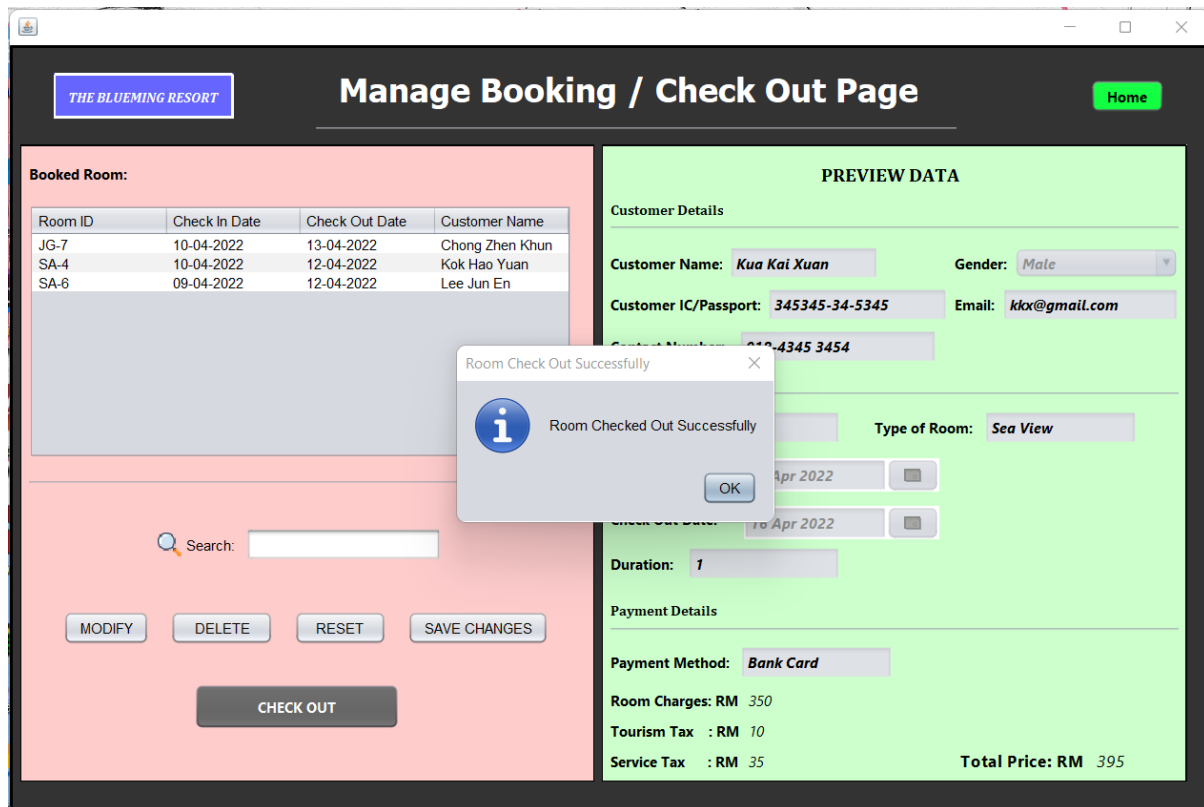 THE BLUEMING RESORT
Manage Booking / Check Out Page
Home
Booked Room:
Room ID Check In Date Check Out Date Customer Name
JG-7 10-04-2022 13-04-2022 Chong Zhen Khun
SA-4 10-04-2022 12-04-2022 Kok Hao Yuan
SA-6 09-04-2022 12-04-2022 Lee Jun En
Search:
MODIFY DELETE RESET SAVE CHANGES
CHECK OUT
PREVIEW DATA
Customer Details
Customer Name: Kua Kai Xuan Gender: Male
Customer IC/Passport: 345345-34-5345 Email: kkx@gmail.com
-4345 3454
Room Check Out Successfully
Room Checked Out Successfully
OK
Type of Room: Sea View
Apr 2022
Check Out Date: 16 Apr 2022
Duration: 1
Payment Details
Payment Method: Bank Card
Room Charges: RM 350
Tourism Tax : RM 10
Service Tax : RM 35 Total Price: RM 395